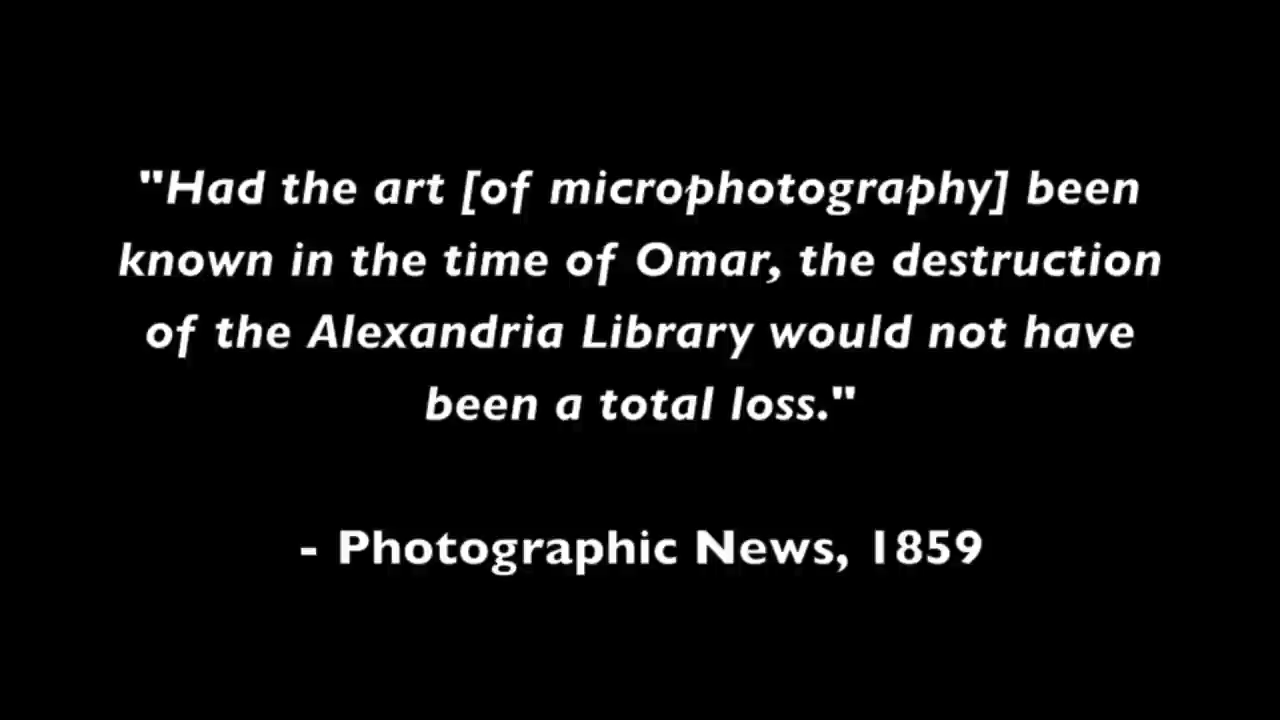 "Had the art [of microphotography] been
known in the time of Omar, the destruction
of the Alexandria Library would not have
been a total loss."
- Photographic News, 1859